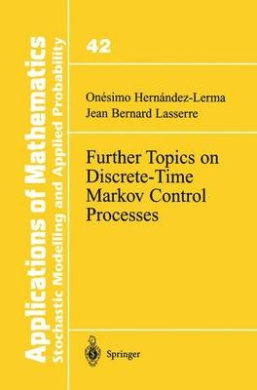 42
Applications of Mathematics
Stochastic Modelling and Applied Probability
Onésimo Hernández-Lerma
Jean Bernard Lasserre
Further Topics on
Discrete-Time
Markov Control
Processes
Springer